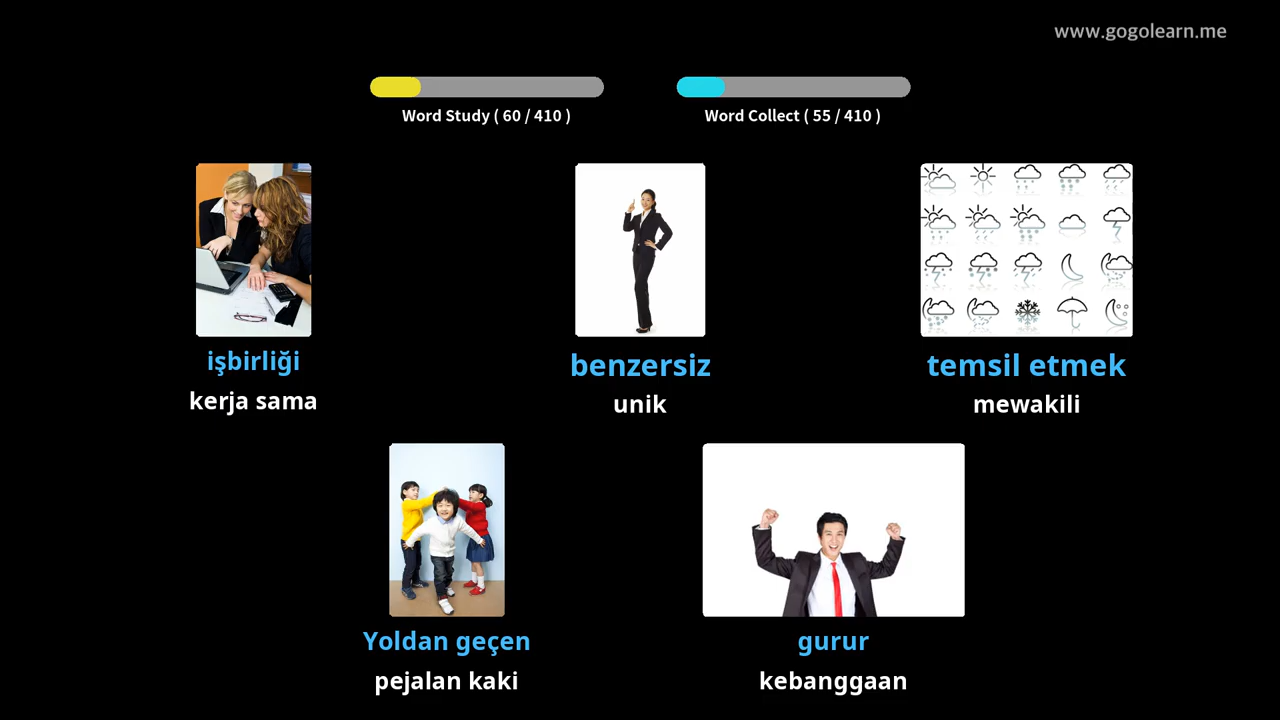 www.gogolearn.me
Word Study ( 60 / 410 )
Word Collect ( 55 / 410 )
işbirliği
kerja sama
benzersiz
unik
temsil etmek
mewakili
Yoldan geçen
pejalan kaki
gurur
kebanggaan